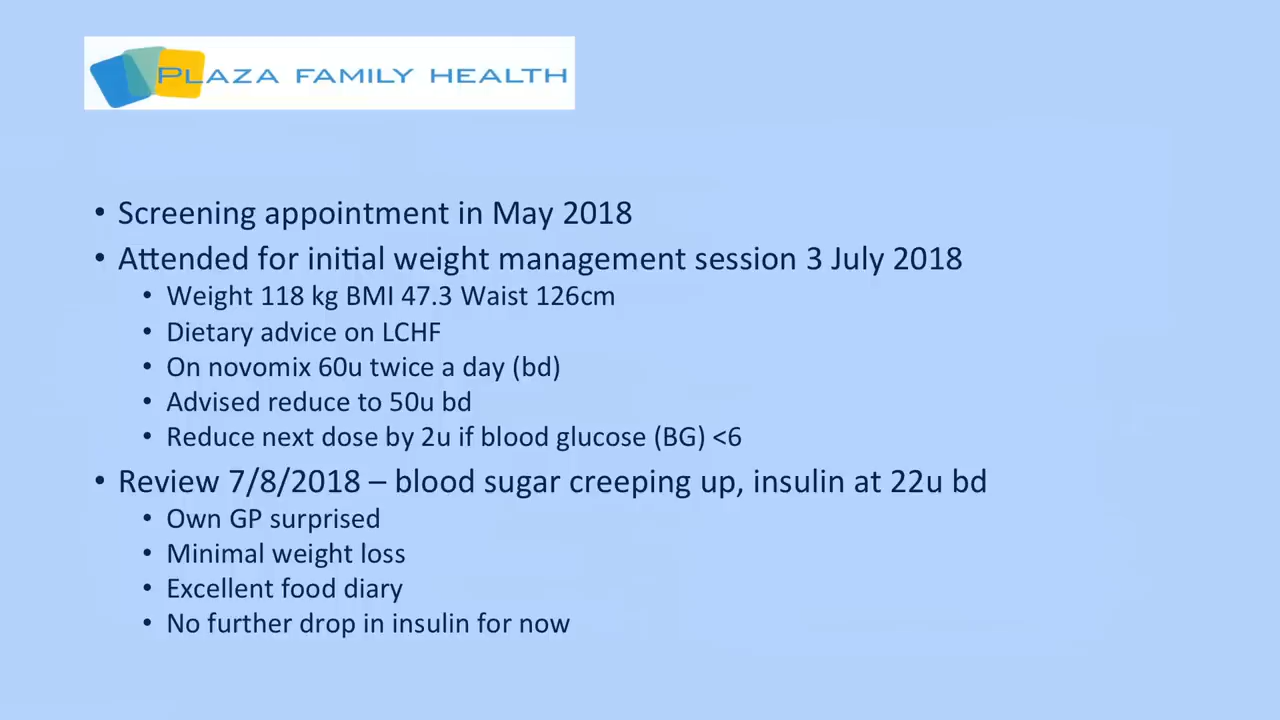 PLAZA FAMILY HEALTH
• Screening appointment in May 2018
• Attended for initial weight management session 3 July 2018
• Weight 118 kg BMI 47.3 Waist 126cm
• Dietary advice on LCHF
• On novomix 60u twice a day (bd)
• Advised reduce to 50u bd
• Reduce next dose by 2u if blood glucose (BG) <6
• Review 7/8/2018 – blood sugar creeping up, insulin at 22u bd
• Own GP surprised
• Minimal weight loss
• Excellent food diary
• No further drop in insulin for now